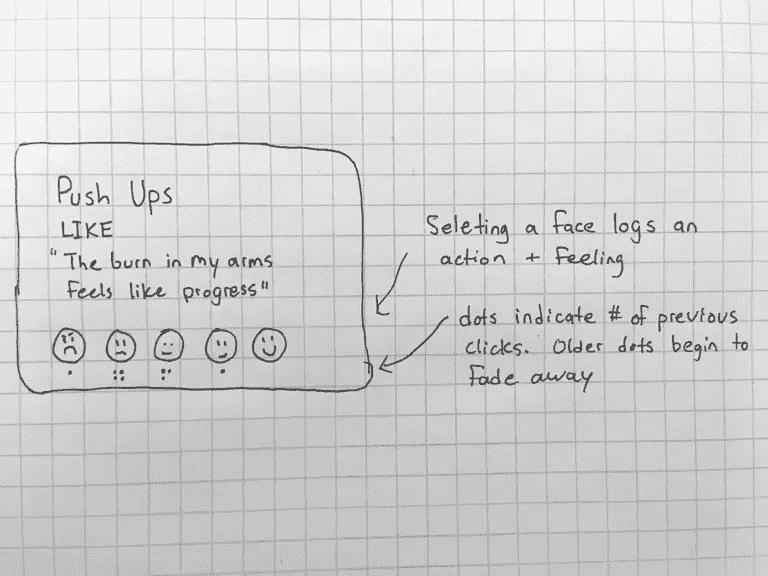 Push Ups
LIKE
"The burn in my arms
Feels like progress"
Seleting a face logs an
action + Feeling
dots indicate # of previous
clicks. Older dots begin to
Fade away